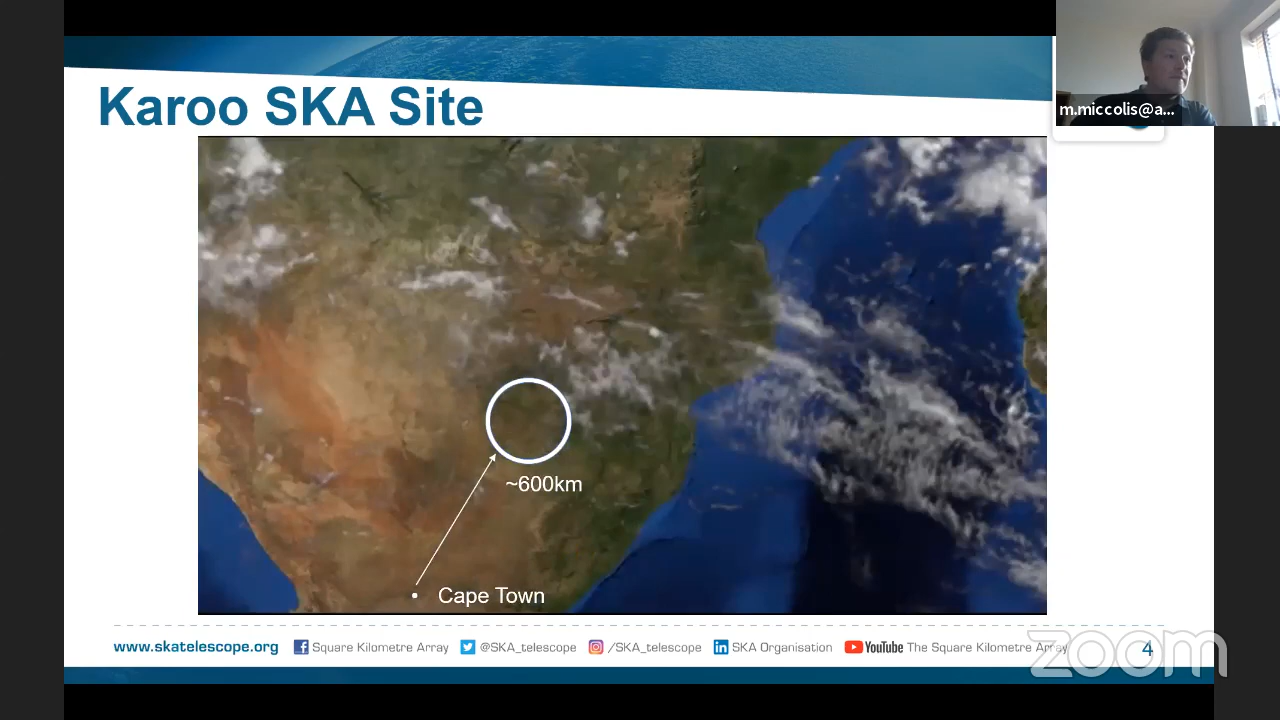 Karoo SKA Site
m.miccolis@a...
~600km
Cape Town
www.skatelescope.org Square Kilometre Array @SKA_telescope /SKA_telescope SKA Organisation YouTube The Square Kilometre Array 4
zoom